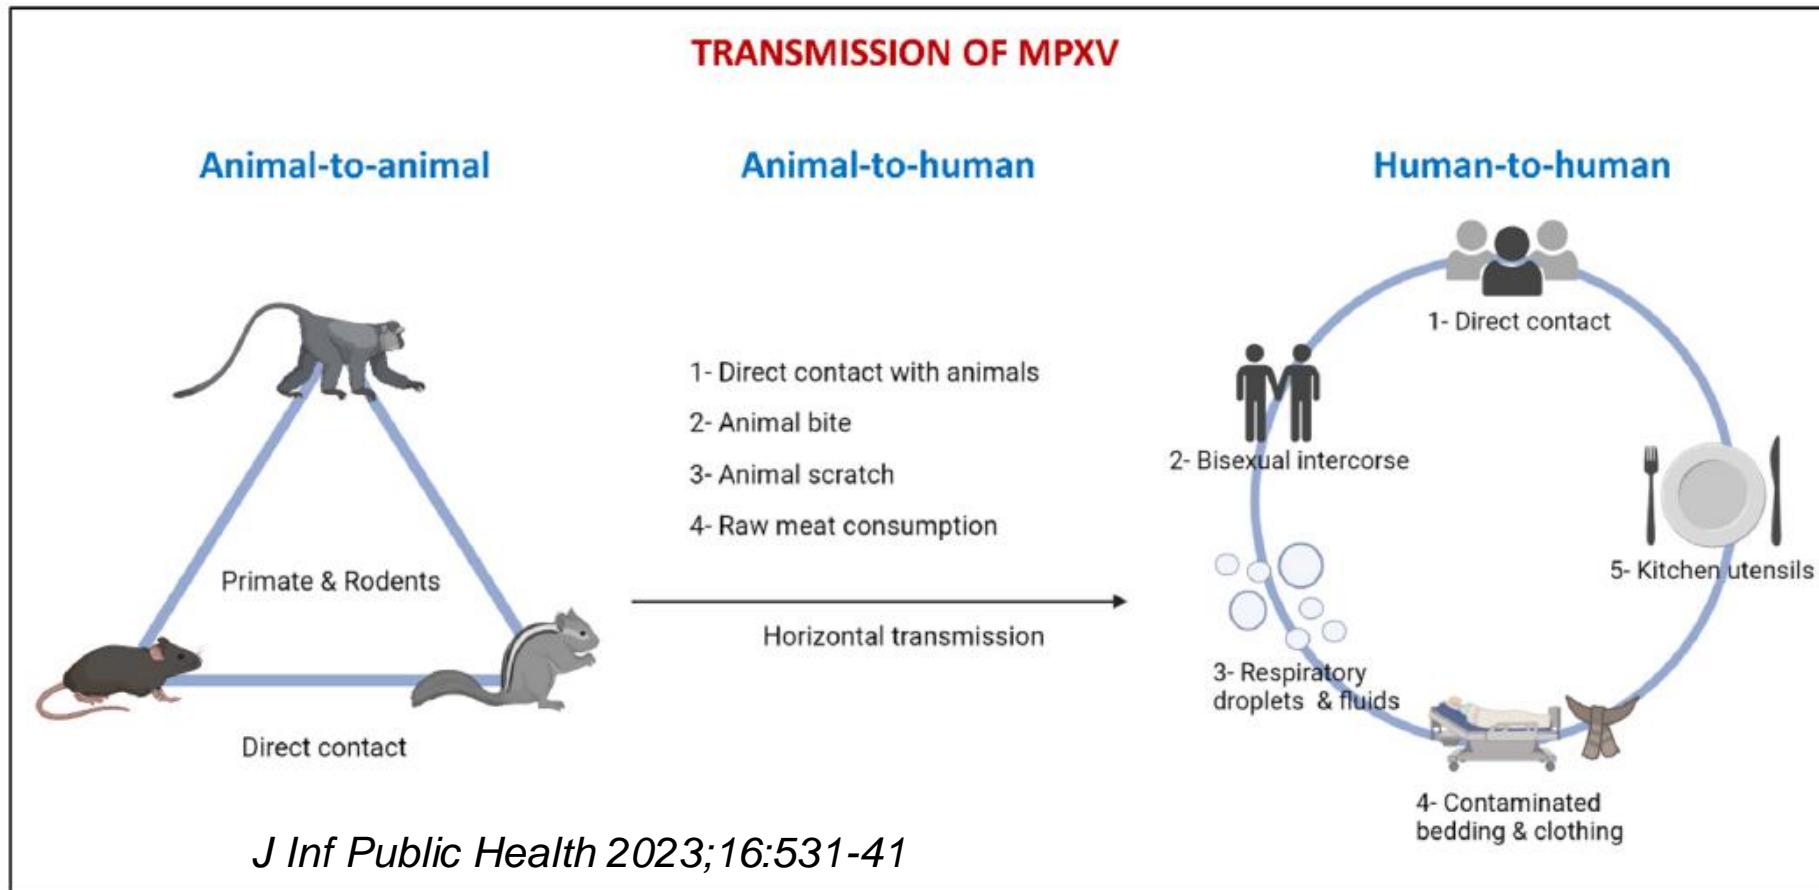 TRANSMISSION OF MPXV
Animal-to-animal
Primate & Rodents
Direct contact
Animal-to-human
1- Direct contact with animals
2- Animal bite
3- Animal scratch
4- Raw meat consumption
Horizontal transmission
Human-to-human
1- Direct contact
2- Bisexual intercorse
3- Respiratory
droplets & fluids
4- Contaminated
bedding & clothing
5- Kitchen utensils
J Inf Public Health 2023;16:531-41